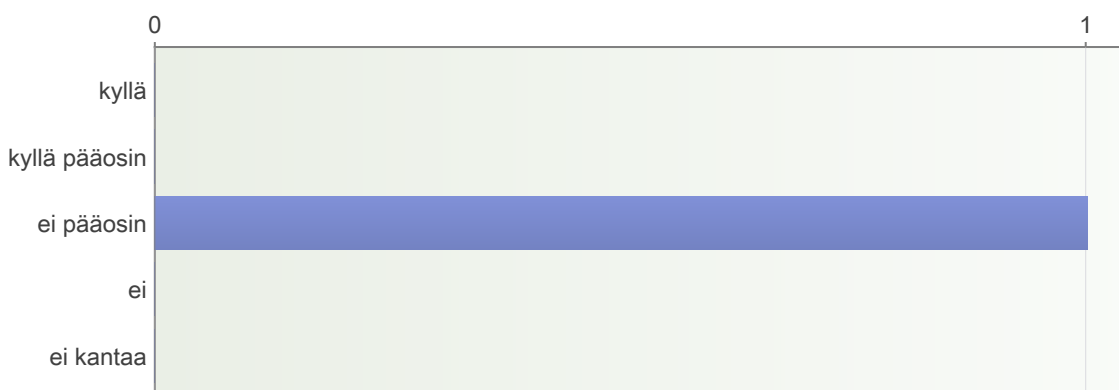 0 1
kyllä
kyllä pääosin
ei pääosin
ei
ei kantaa